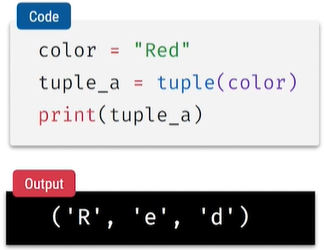 Code
color = "Red"
tuple_a = tuple(color)
print(tuple_a)
Output
('R', 'e', 'd')